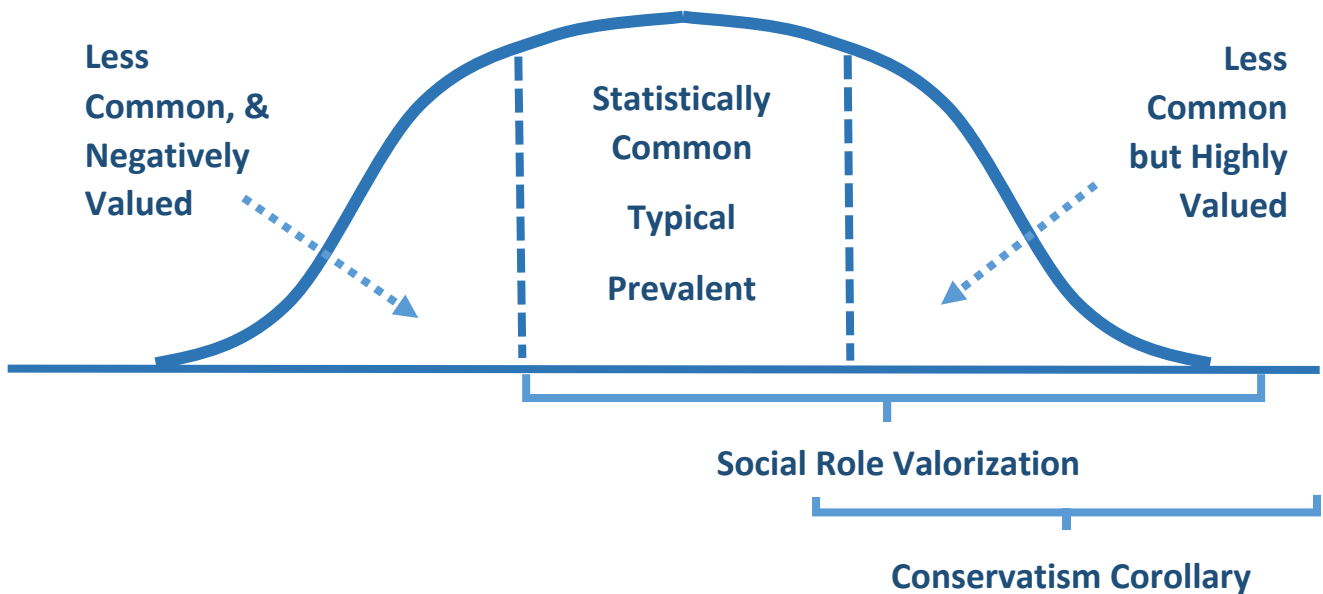 Less
Common, &
Negatively
Valued
Statistically
Common
Typical
Prevalent
Less
Common
but Highly
Valued
Social Role Valorization
Conservatism Corollary